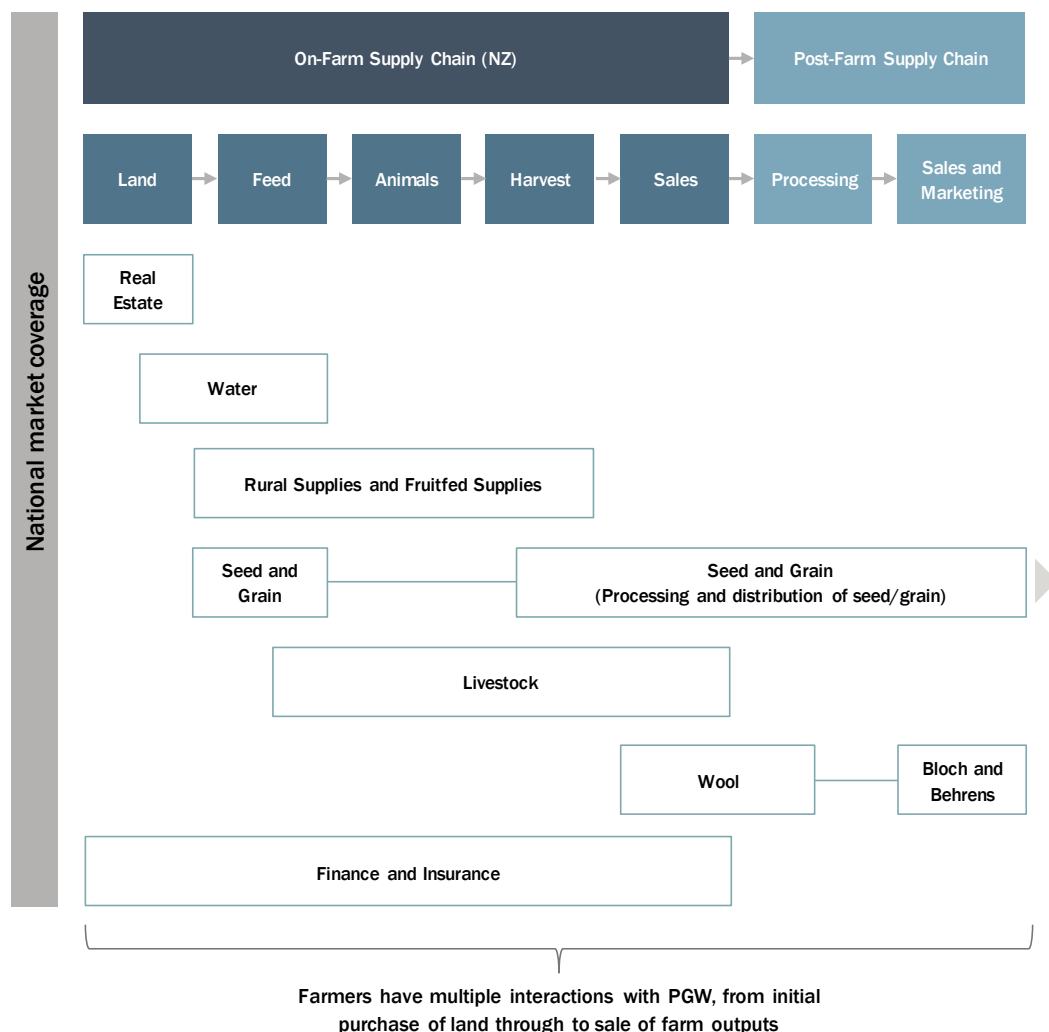 On-Farm Supply Chain (NZ)
Post-Farm Supply Chain
Land
Feed
Animals
Harvest
Sales
Processing
Sales and
Marketing
National market coverage
Real
Estate
Water
Rural Supplies and Fruitfed Supplies
Seed and
Grain
Seed and Grain
(Processing and distribution of seed/grain)
Livestock
Wool
Bloch and
Behrens
Finance and Insurance
Farmers have multiple interactions with PGW, from initial
purchase of land through to sale of farm outputs